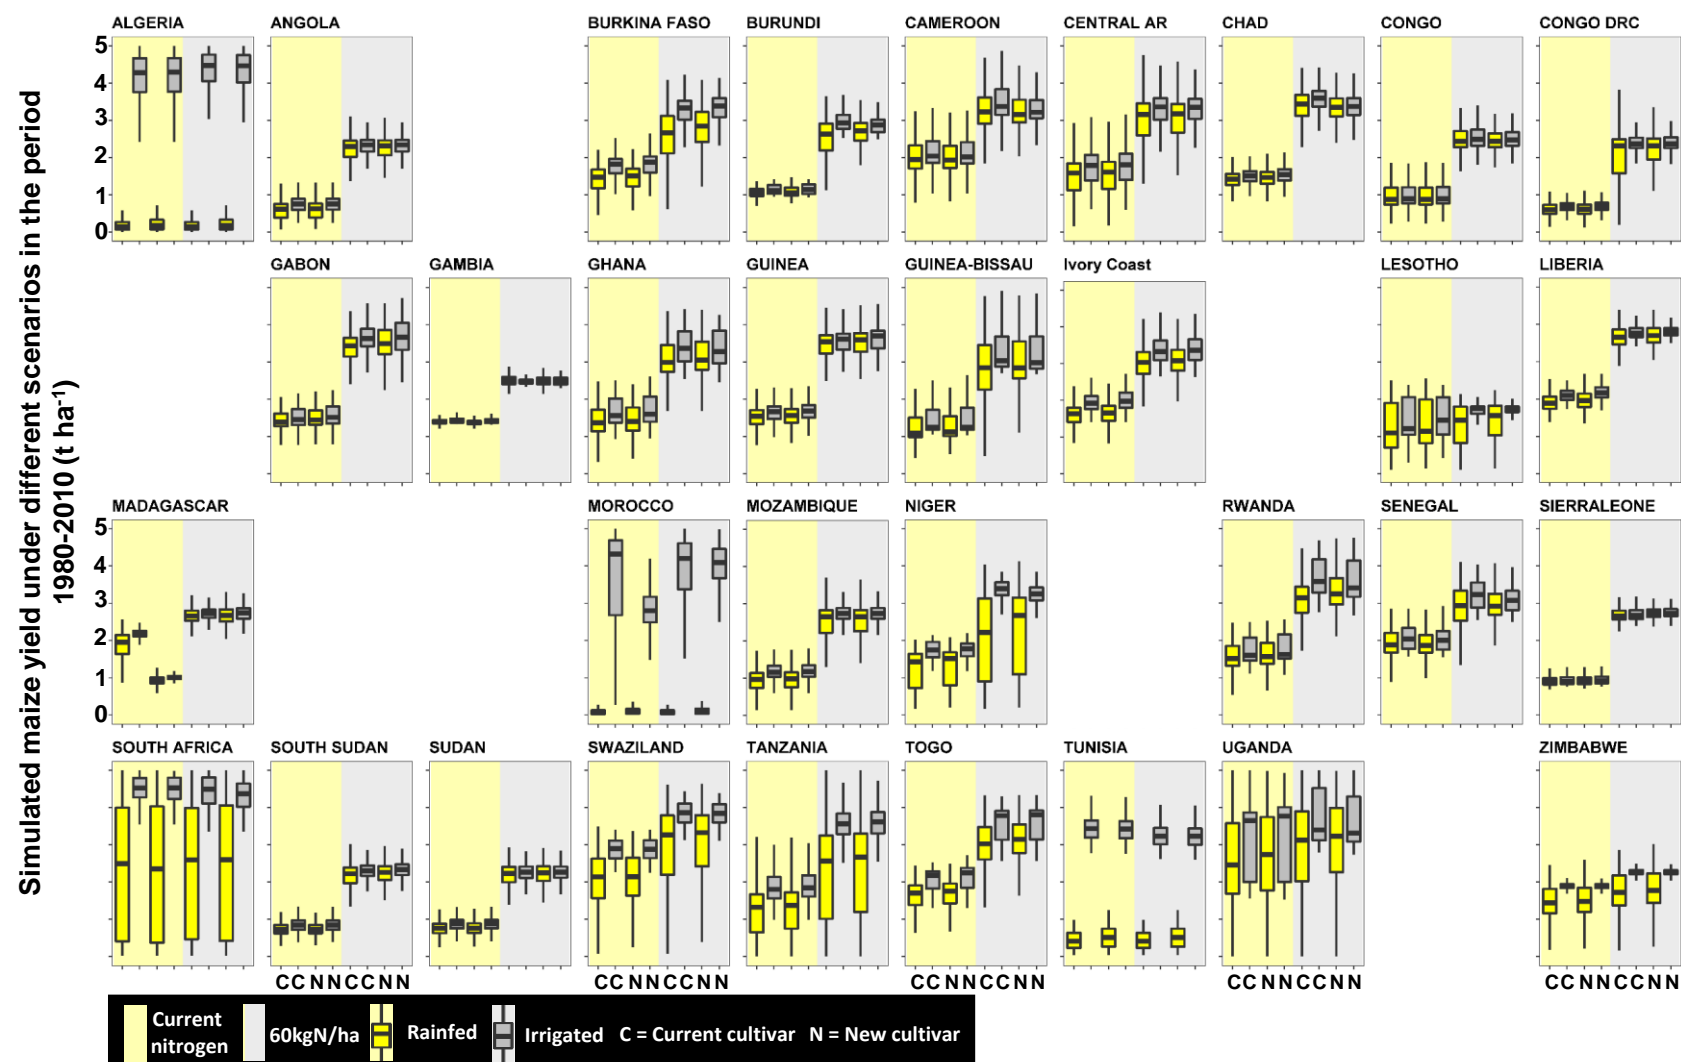 Simulated maize yield under different scenarios in the period
1980-2010 (t ha-1)
ALGERIA
ANGOLA
BURKINA FASO
BURUNDI
CAMEROON
CENTRAL AR
CHAD
CONGO
CONGO DRC
5
4
3
2
1
0
GABON
GAMBIA
GHANA
GUINEA
GUINEA-BISSAU
Ivory Coast
LESOTHO
LIBERIA
MADAGASCAR
MOROCCO
MOZAMBIQUE
NIGER
RWANDA
SENEGAL
SIERRALEONE
5
4
3
2
1
0
SOUTH AFRICA
SOUTH SUDAN
SUDAN
SWAZILAND
TANZANIA
TOGO
TUNISIA
UGANDA
ZIMBABWE
CCNNCCNN
CCNNCCNN
CCNNCCNN
CCNNCCNN
CCNNCCNN
Current
nitrogen
60kgN/ha
Rainfed
Irrigated
C = Current cultivar
N = New cultivar